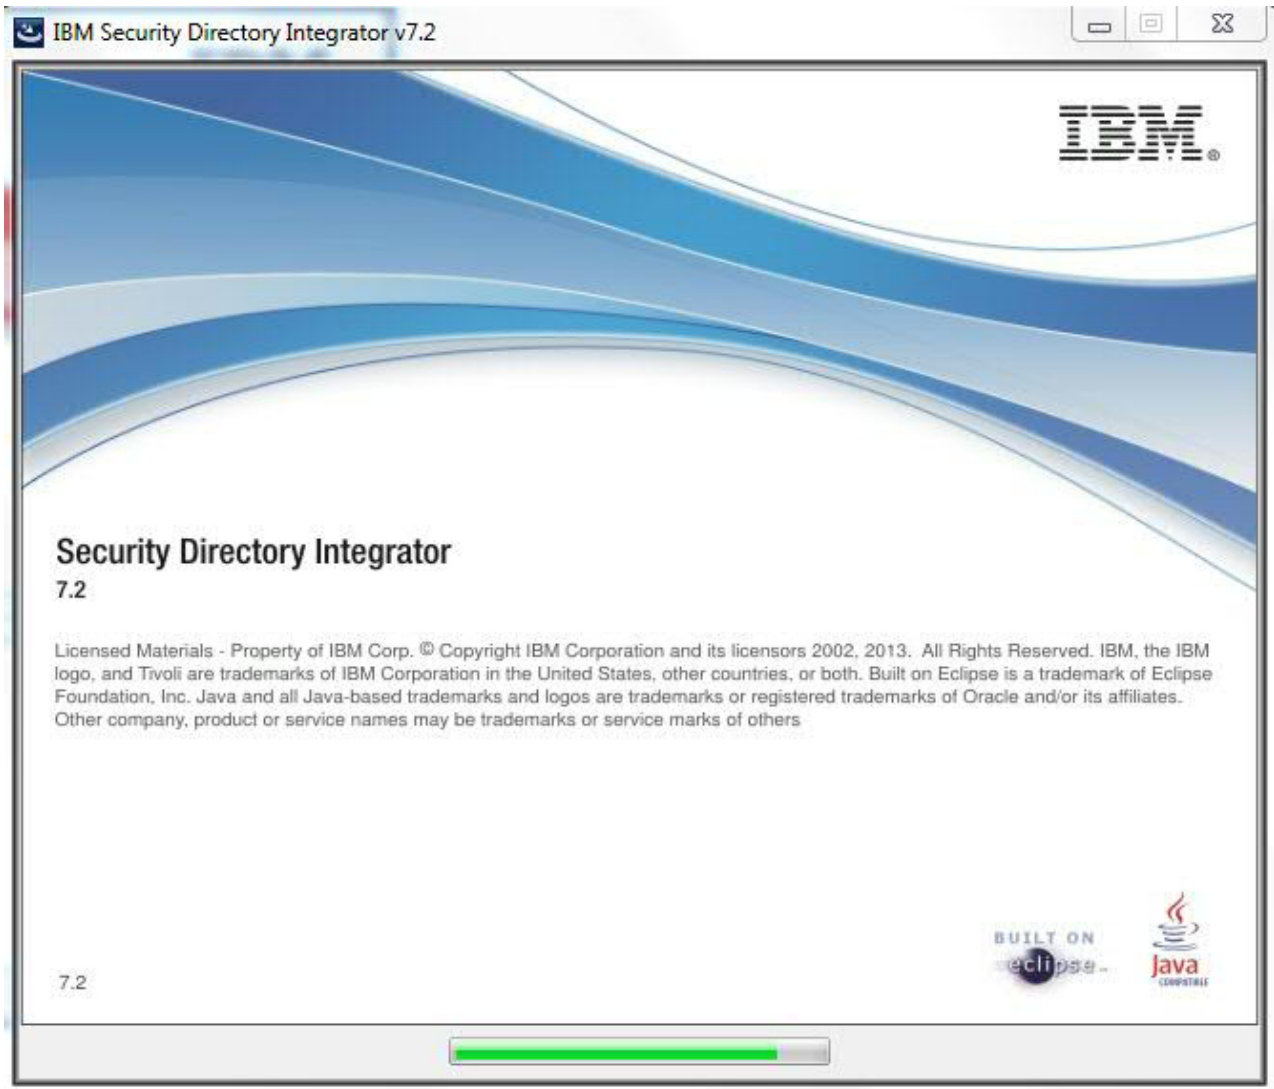 IBM Security Directory Integrator v7.2
IBM®
Security Directory Integrator
7.2
Licensed Materials - Property of IBM Corp. © Copyright IBM Corporation and its licensors 2002, 2013. All Rights Reserved. IBM, the IBM
logo, and Tivoli are trademarks of IBM Corporation in the United States, other countries, or both. Built on Eclipse is a trademark of Eclipse
Foundation, Inc. Java and all Java-based trademarks and logos are trademarks or registered trademarks of Oracle and/or its affiliates.
Other company, product or service names may be trademarks or service marks of others
BUILT ON
eclipse™
Java
COMPATIBLE
7.2